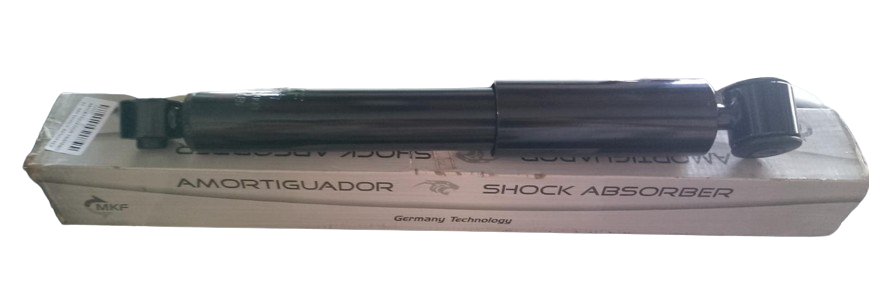 SHOCK ABSORBER
AMORTIGUADOR
AMORTIGUADOR SHOCK ABSORBER
MKF
Germany Technology